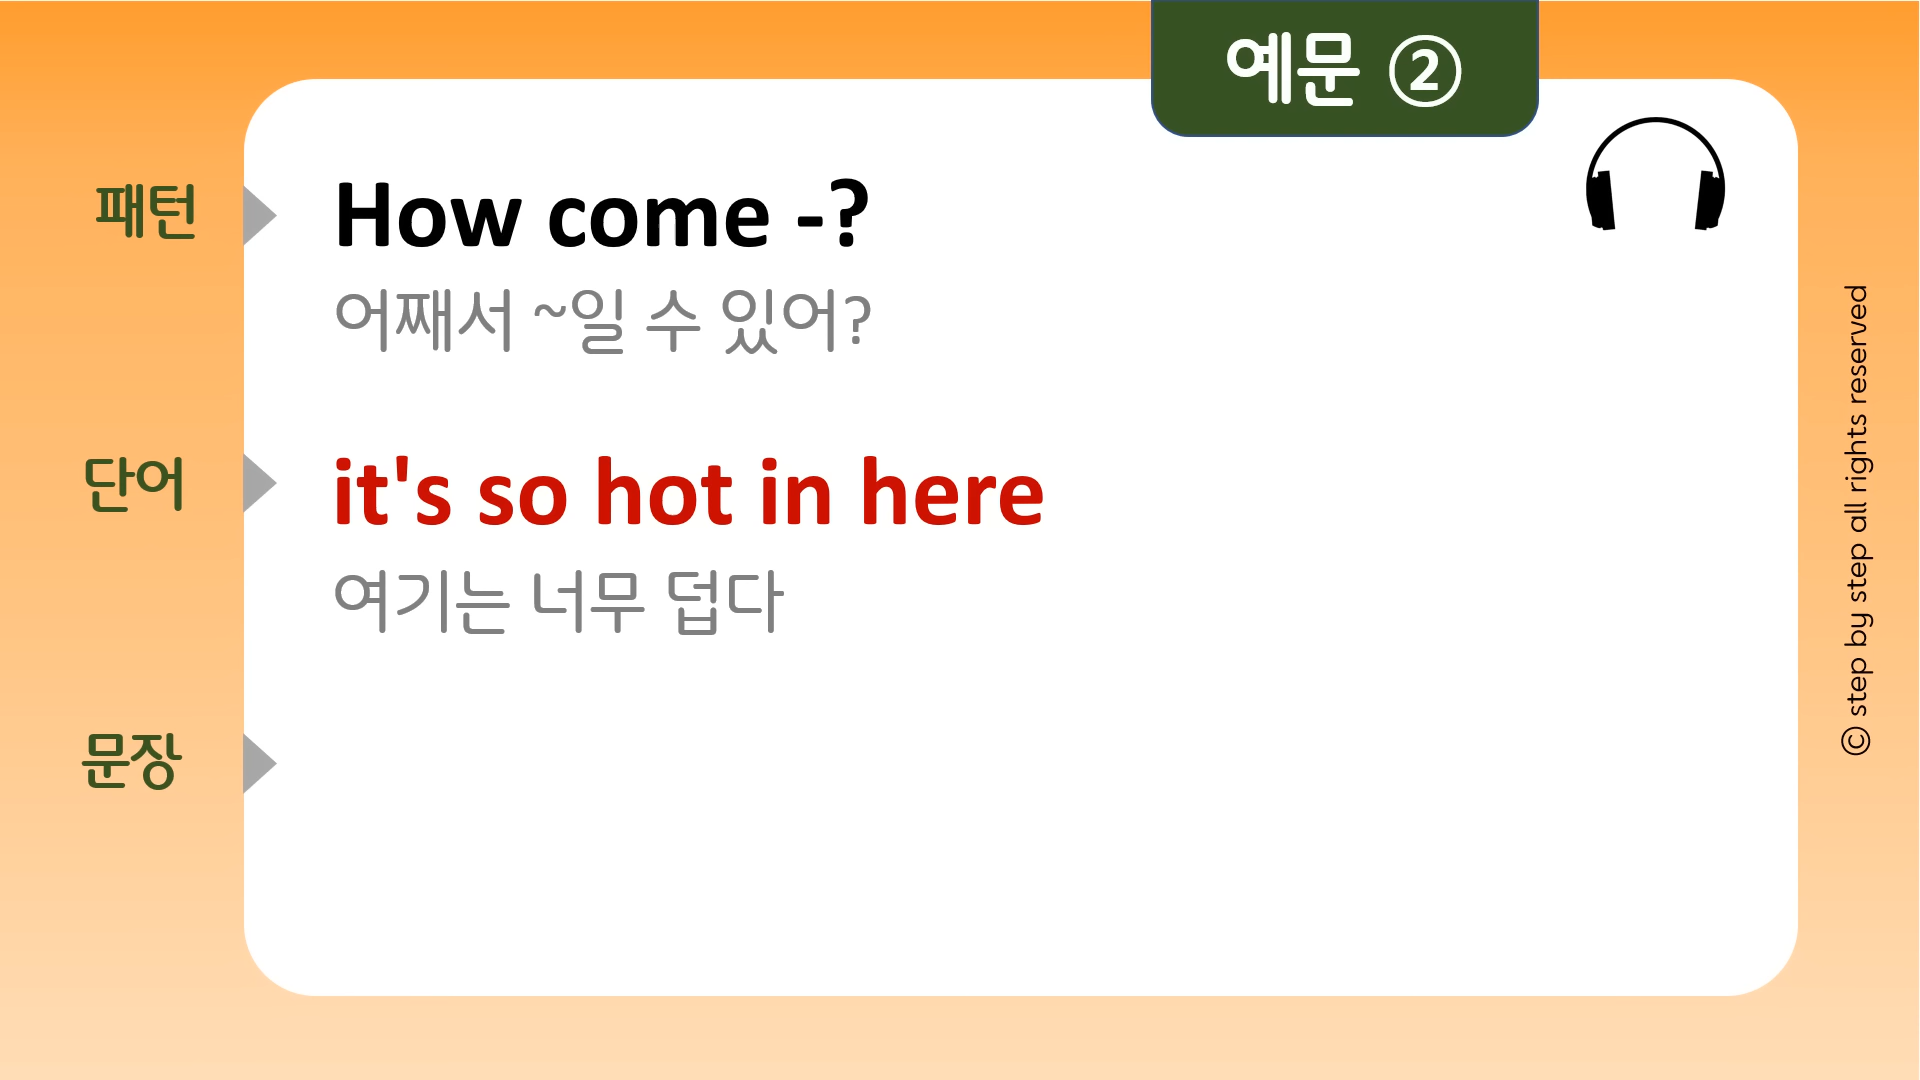 예문 ②
패턴
How come -?
어째서 ~일 수 있어?
단어
it's so hot in here
여기는 너무 덥다
문장
© step by step all rights reserved